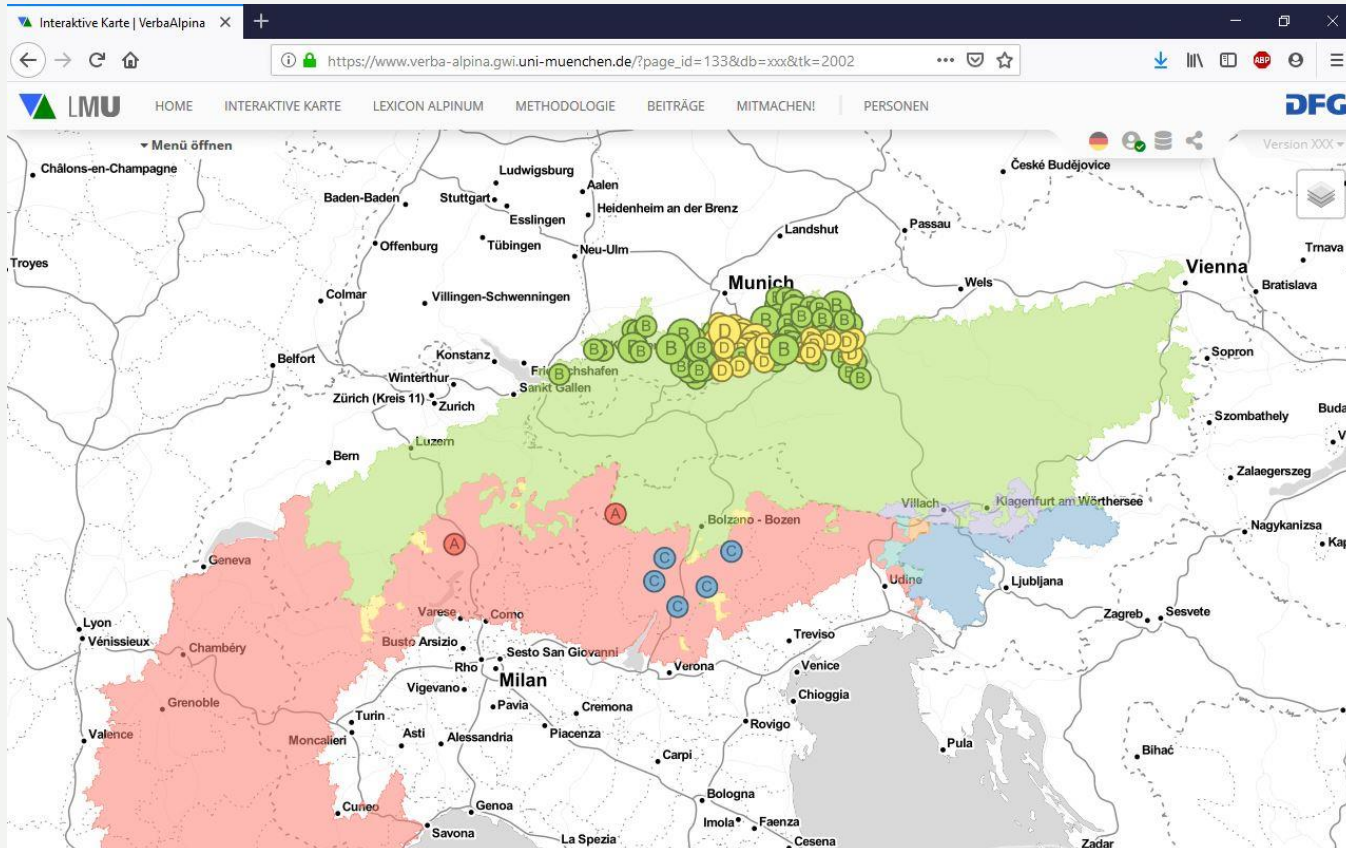 Interaktive Karte | VerbaAlpina
https://www.verba-alpina.gwi.uni-muenchen.de/?page_id=133&db=xxx&tk=2002
ABP
LMU HOME INTERAKTIVE KARTE LEXICON ALPINUM METHODOLOGIE BEITRÄGE MITMACHEN! PERSONEN DFG
Menü öffnen
Version XXX
Châlons-en-Champagne
Ludwigsburg
České Budějovice
Baden-Baden
Stuttgart
Aalen
Esslingen
Heidenheim an der Brenz
Offenburg
Tübingen
Neu-Ulm
Landshut
Passau
Troyes
Trnava
Vienna
Colmar
Villingen-Schwenningen
Munich
Wels
Bratislava
B B B B B B B
B B B B D D D B D D D
B B D D D D B B
Belfort
Konstanz
Sopron
Winterthur
Sankt Gallen
Zürich (Kreis 11)
Zurich
Szombathely
Luzern
Bern
Zalaegerszeg
Villach
Klagenfurt am Wörthersee
A
Bolzano - Bozen
Nagykanizsa
A
C
C
Geneva
C
C
Udine
Ljubljana
C
Lyon
Varese
Como
Zagreb
Sesvete
Vénissieux
Chambéry
Busto Arsizio
Sesto San Giovanni
Treviso
Rho
Milan
Verona
Venice
Vigevano
Chioggia
Grenoble
Pavia
Cremona
Turin
Rovigo
Valence
Moncalieri
Asti
Alessandria
Piacenza
Carpi
Pula
Bihać
Bologna
Cuneo
Genoa
Imola
Faenza
Savona
La Spezia
Cesena
Zadar